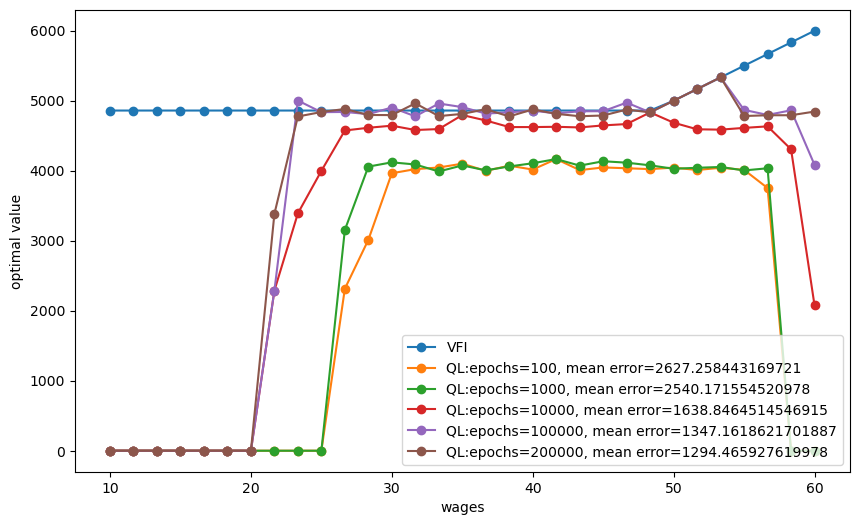 6000
5000
4000
3000
2000
1000
0
optimal value
10
20
30
40
50
60
wages
VFI
QL:epochs=100, mean error=2627.258443169721
QL:epochs=1000, mean error=2540.171554520978
QL:epochs=10000, mean error=1638.8464514546915
QL:epochs=100000, mean error=1347.1618621701887
QL:epochs=200000, mean error=1294.465927619978